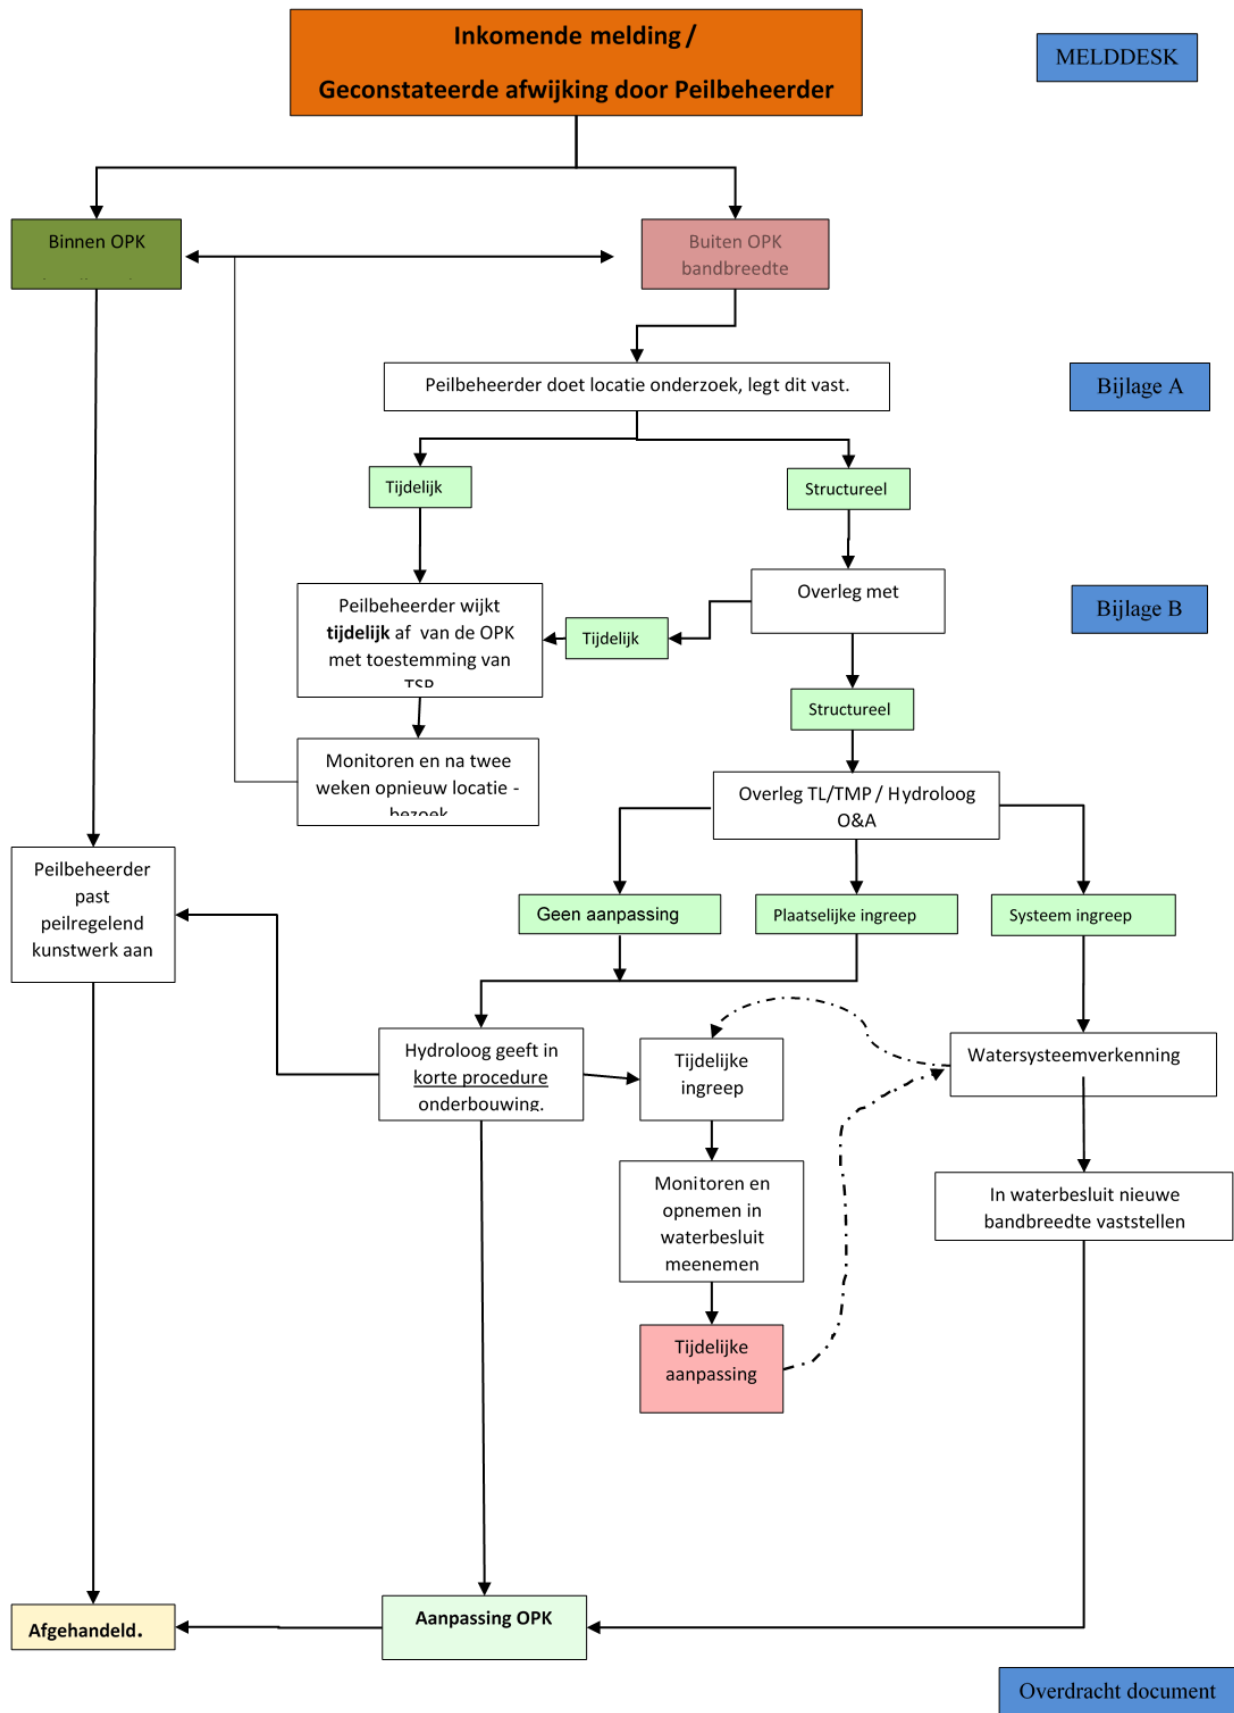 Inkomende melding /
Geconstateerde afwijking door Peilbeheerder
MELDDESK
Binnen OPK
Buiten OPK
bandbreedte
Peilbeheerder doet locatie onderzoek, legt dit vast.
Bijlage A
Tijdelijk
Structureel
Peilbeheerder wijkt
tijdelijk af van de OPK
met toestemming van
TSP
Tijdelijk
Overleg met
Bijlage B
Structureel
Monitoren en na twee
weken opnieuw locatie -
bezoek
Overleg TL/TMP / Hydroloog
O&A
Peilbeheerder
past
peilregelend
kunstwerk aan
Geen aanpassing
Plaatselijke ingreep
Systeem ingreep
Hydroloog geeft in
korte procedure
onderbouwing.
Tijdelijke
ingreep
Watersysteemverkenning
Monitoren en
opnemen in
waterbesluit
meenemen
In waterbesluit nieuwe
bandbreedte vaststellen
Tijdelijke
aanpassing
Afgehandeld.
Aanpassing OPK
Overdracht document